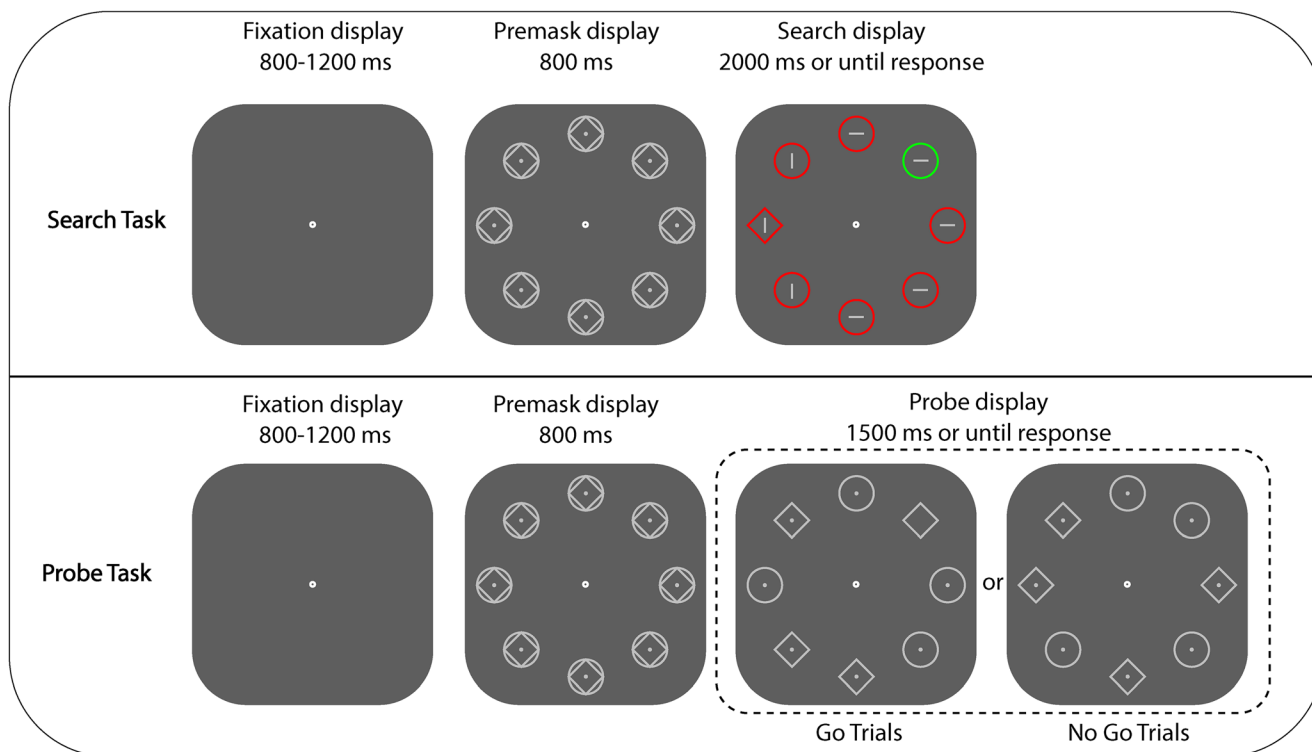 Fixation display
800-1200 ms
Premask display
800 ms
Search display
2000 ms or until response
Search Task
Fixation display
800-1200 ms
Premask display
800 ms
Probe display
1500 ms or until response
Probe Task
or
Go Trials
No Go Trials